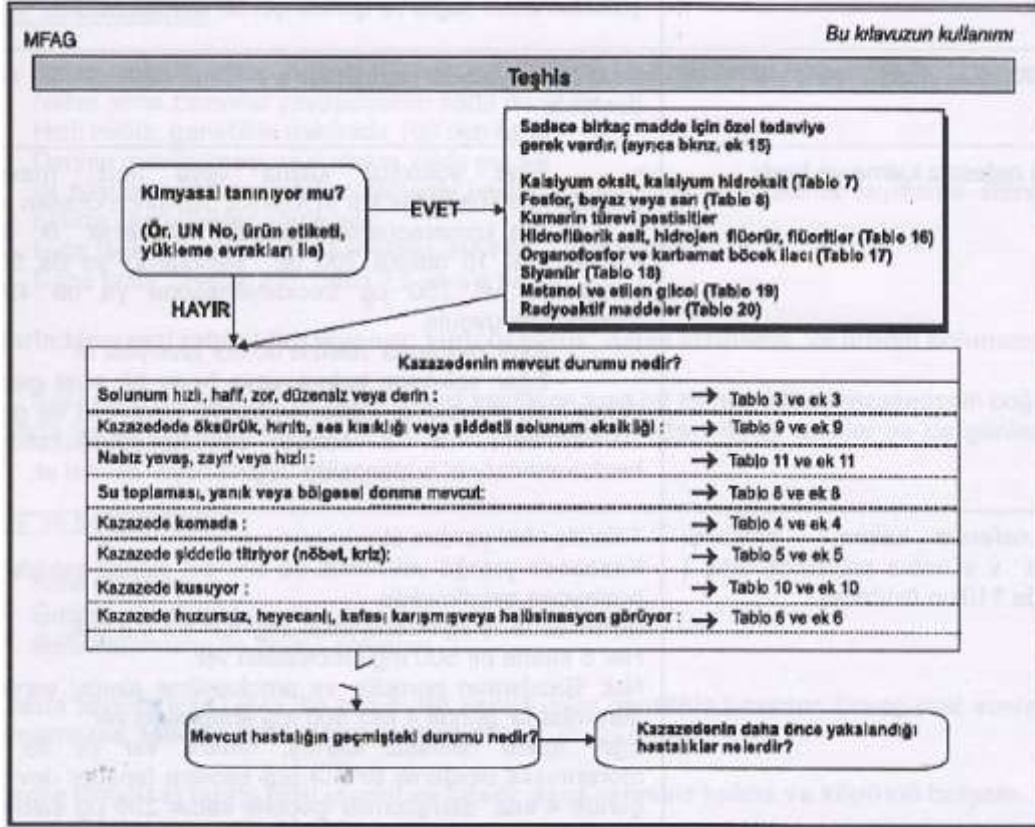 MFAG
Bu kılavuzun kullanımı
Teşhis
Kimyasal tanınıyor mu?
(Ör. UN No, ürün etiketi,
yükleme evrakları ile)
EVET
HAYIR
Sadece birkaç madde için özel tedaviye
gerek vardır, (ayrıca bknz, ek 15)
Kalsiyum oksit, kalsiyum hidroksit (Tablo 7)
Fosfor, beyaz veya sarı (Tablo 8)
Kumarin türevi pestisitler
Hidroflüorik asit, hidrojen flüorür, flüoritler (Tablo 16)
Organofosfor ve karbamat böcek ilacı (Tablo 17)
Siyanür (Tablo 18)
Metanol ve etilen glicol (Tablo 19)
Radyoaktif maddeler (Tablo 20)
Kazazedenin mevcut durumu nedir?
Solunum hızlı, hafif, zor, düzensiz veya derin : → Tablo 3 ve ek 3
Kazazedede öksürük, hırıltı, ses kısıklığı veya şiddetli solunum eksikliği : → Tablo 9 ve ek 9
Nabız yavaş, zayıf veya hızlı : → Tablo 11 ve ek 11
Su toplaması, yanık veya bölgesel donma mevcut: → Tablo 8 ve ek 8
Kazazede komada : → Tablo 4 ve ek 4
Kazazede şiddetle titriyor (nöbet, kriz): → Tablo 5 ve ek 5
Kazazede kusuyor : → Tablo 10 ve ek 10
Kazazede huzursuz, heyecanlı, kafası karışmışveya halüsinasyon görüyor : → Tablo 6 ve ek 6
Mevcut hastalığın geçmişteki durumu nedir?
Kazazedenin daha önce yakalandığı
hastalıklar nelerdir?